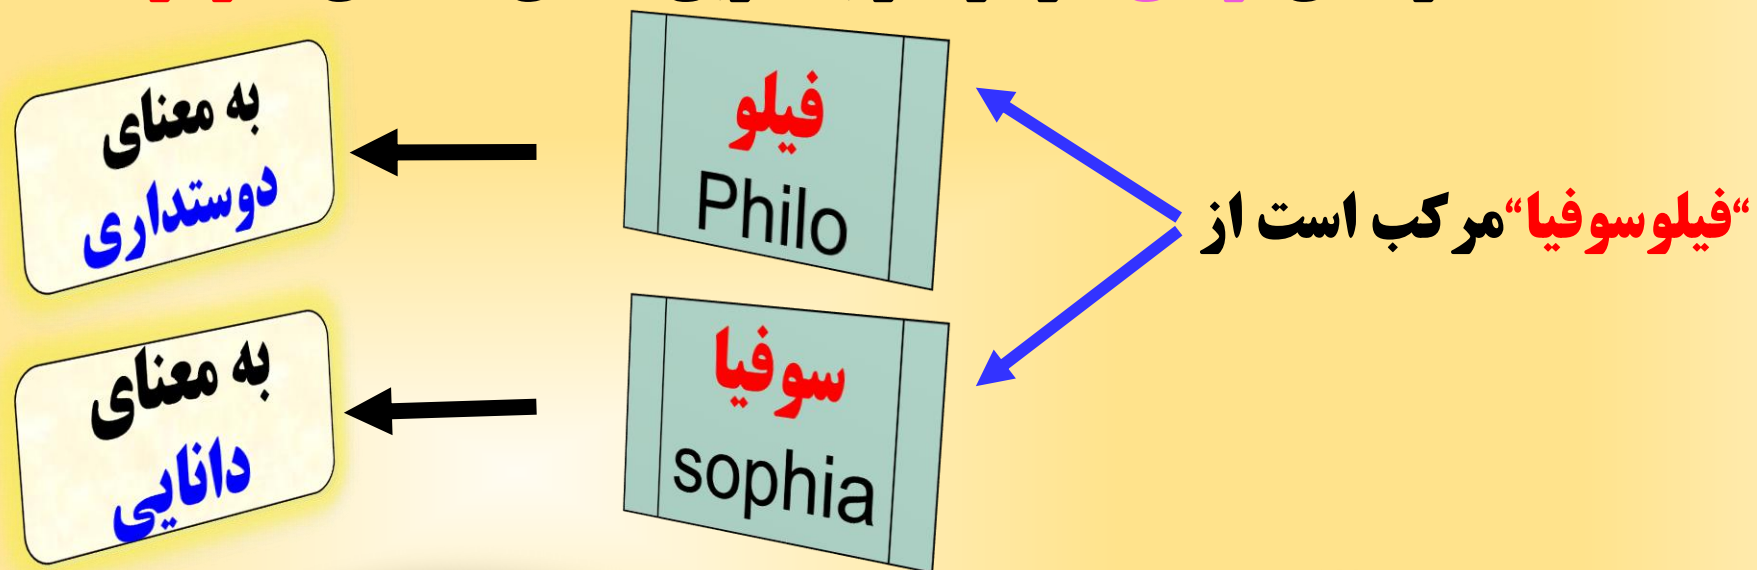 “فیلوسوفیا“مرکب است از
فیلو
Philo
به معنای
دوستداری
سوفیا
sophia
به معنای
دانایی